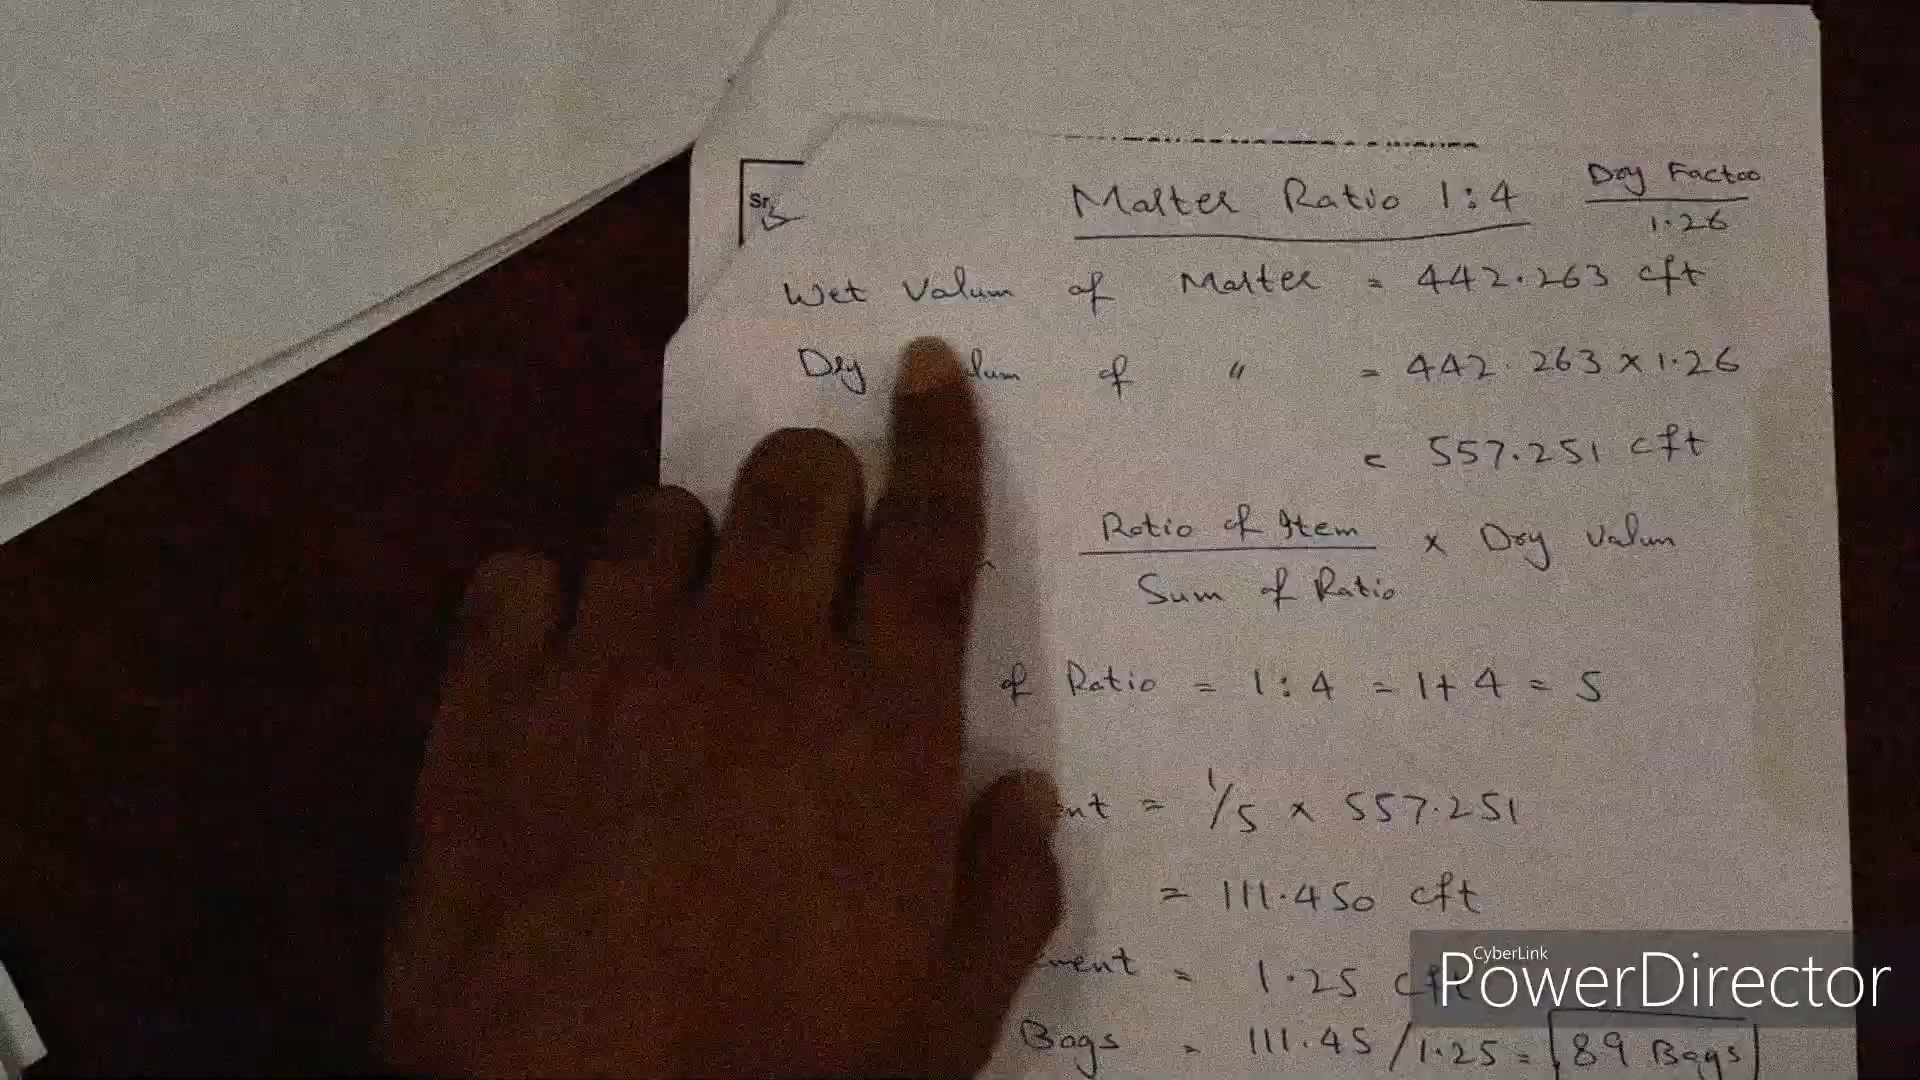 Sr.
Malter Ratio 1:4 Dry Factoo
1.26
Wet Valum of Malter = 442.263 cft
Dry lum of " = 442.263 x 1.26
= 557.251 cft
Ratio of Item x Dry Valum
Sum of Ratio
of Ratio = 1:4 = 1+4 = 5
nt = 1/5 x 557.251
= 111.450 cft
ment = 1.25 cft
Bags = 111.45/1.25 = 89 Bags
CyberLink
PowerDirector